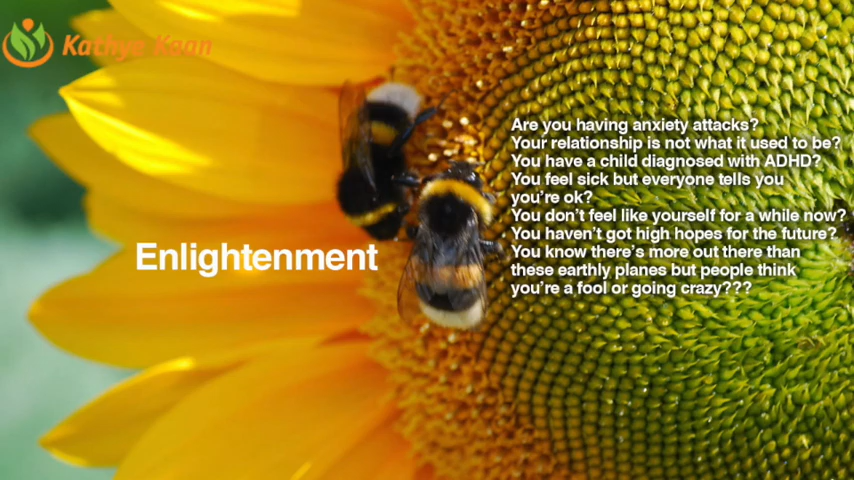 Kathye Kaan
Enlightenment
Are you having anxiety attacks?
Your relationship is not what it used to be?
You have a child diagnosed with ADHD?
You feel sick but everyone tells you
you're ok?
You don't feel like yourself for a while now?
You haven't got high hopes for the future?
You know there's more out there than
these earthly planes but people think
you're a fool or going crazy???